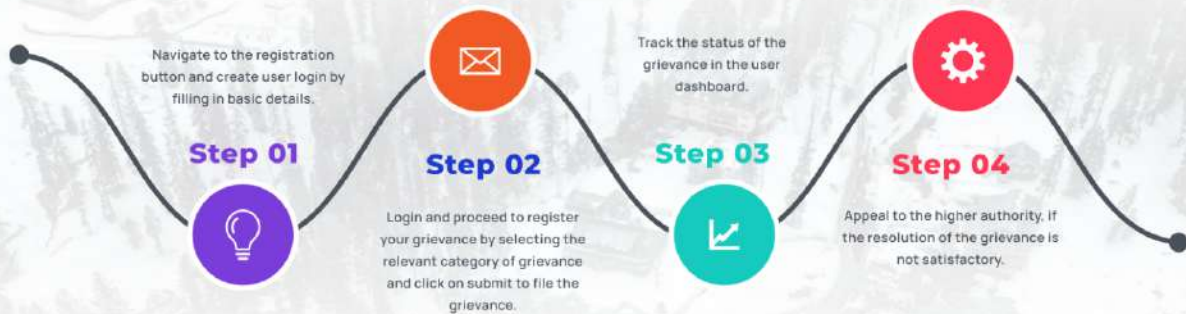 Navigate to the registration
button and create user login by
filling in basic details.
Step 01
Step 02
Login and proceed to register
your grievance by selecting the
relevant category of grievance
and click on submit to file the
grievance.
Track the status of the
grievance in the user
dashboard.
Step 03
Step 04
Appeal to the higher authority, if
the resolution of the grievance is
not satisfactory.